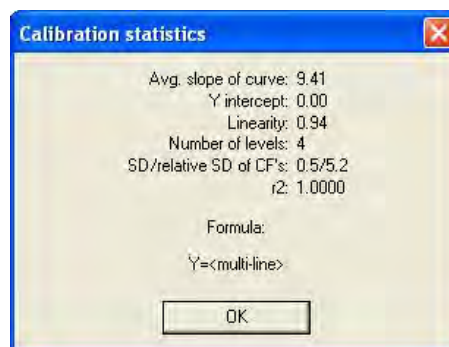 Calibration statistics
Avg. slope of curve: 9.41
Y intercept: 0.00
Linearity: 0.94
Number of levels: 4
SD/relative SD of CF's: 0.5/5.2
r2: 1.0000
Formula:
Y=<multi-line>
OK